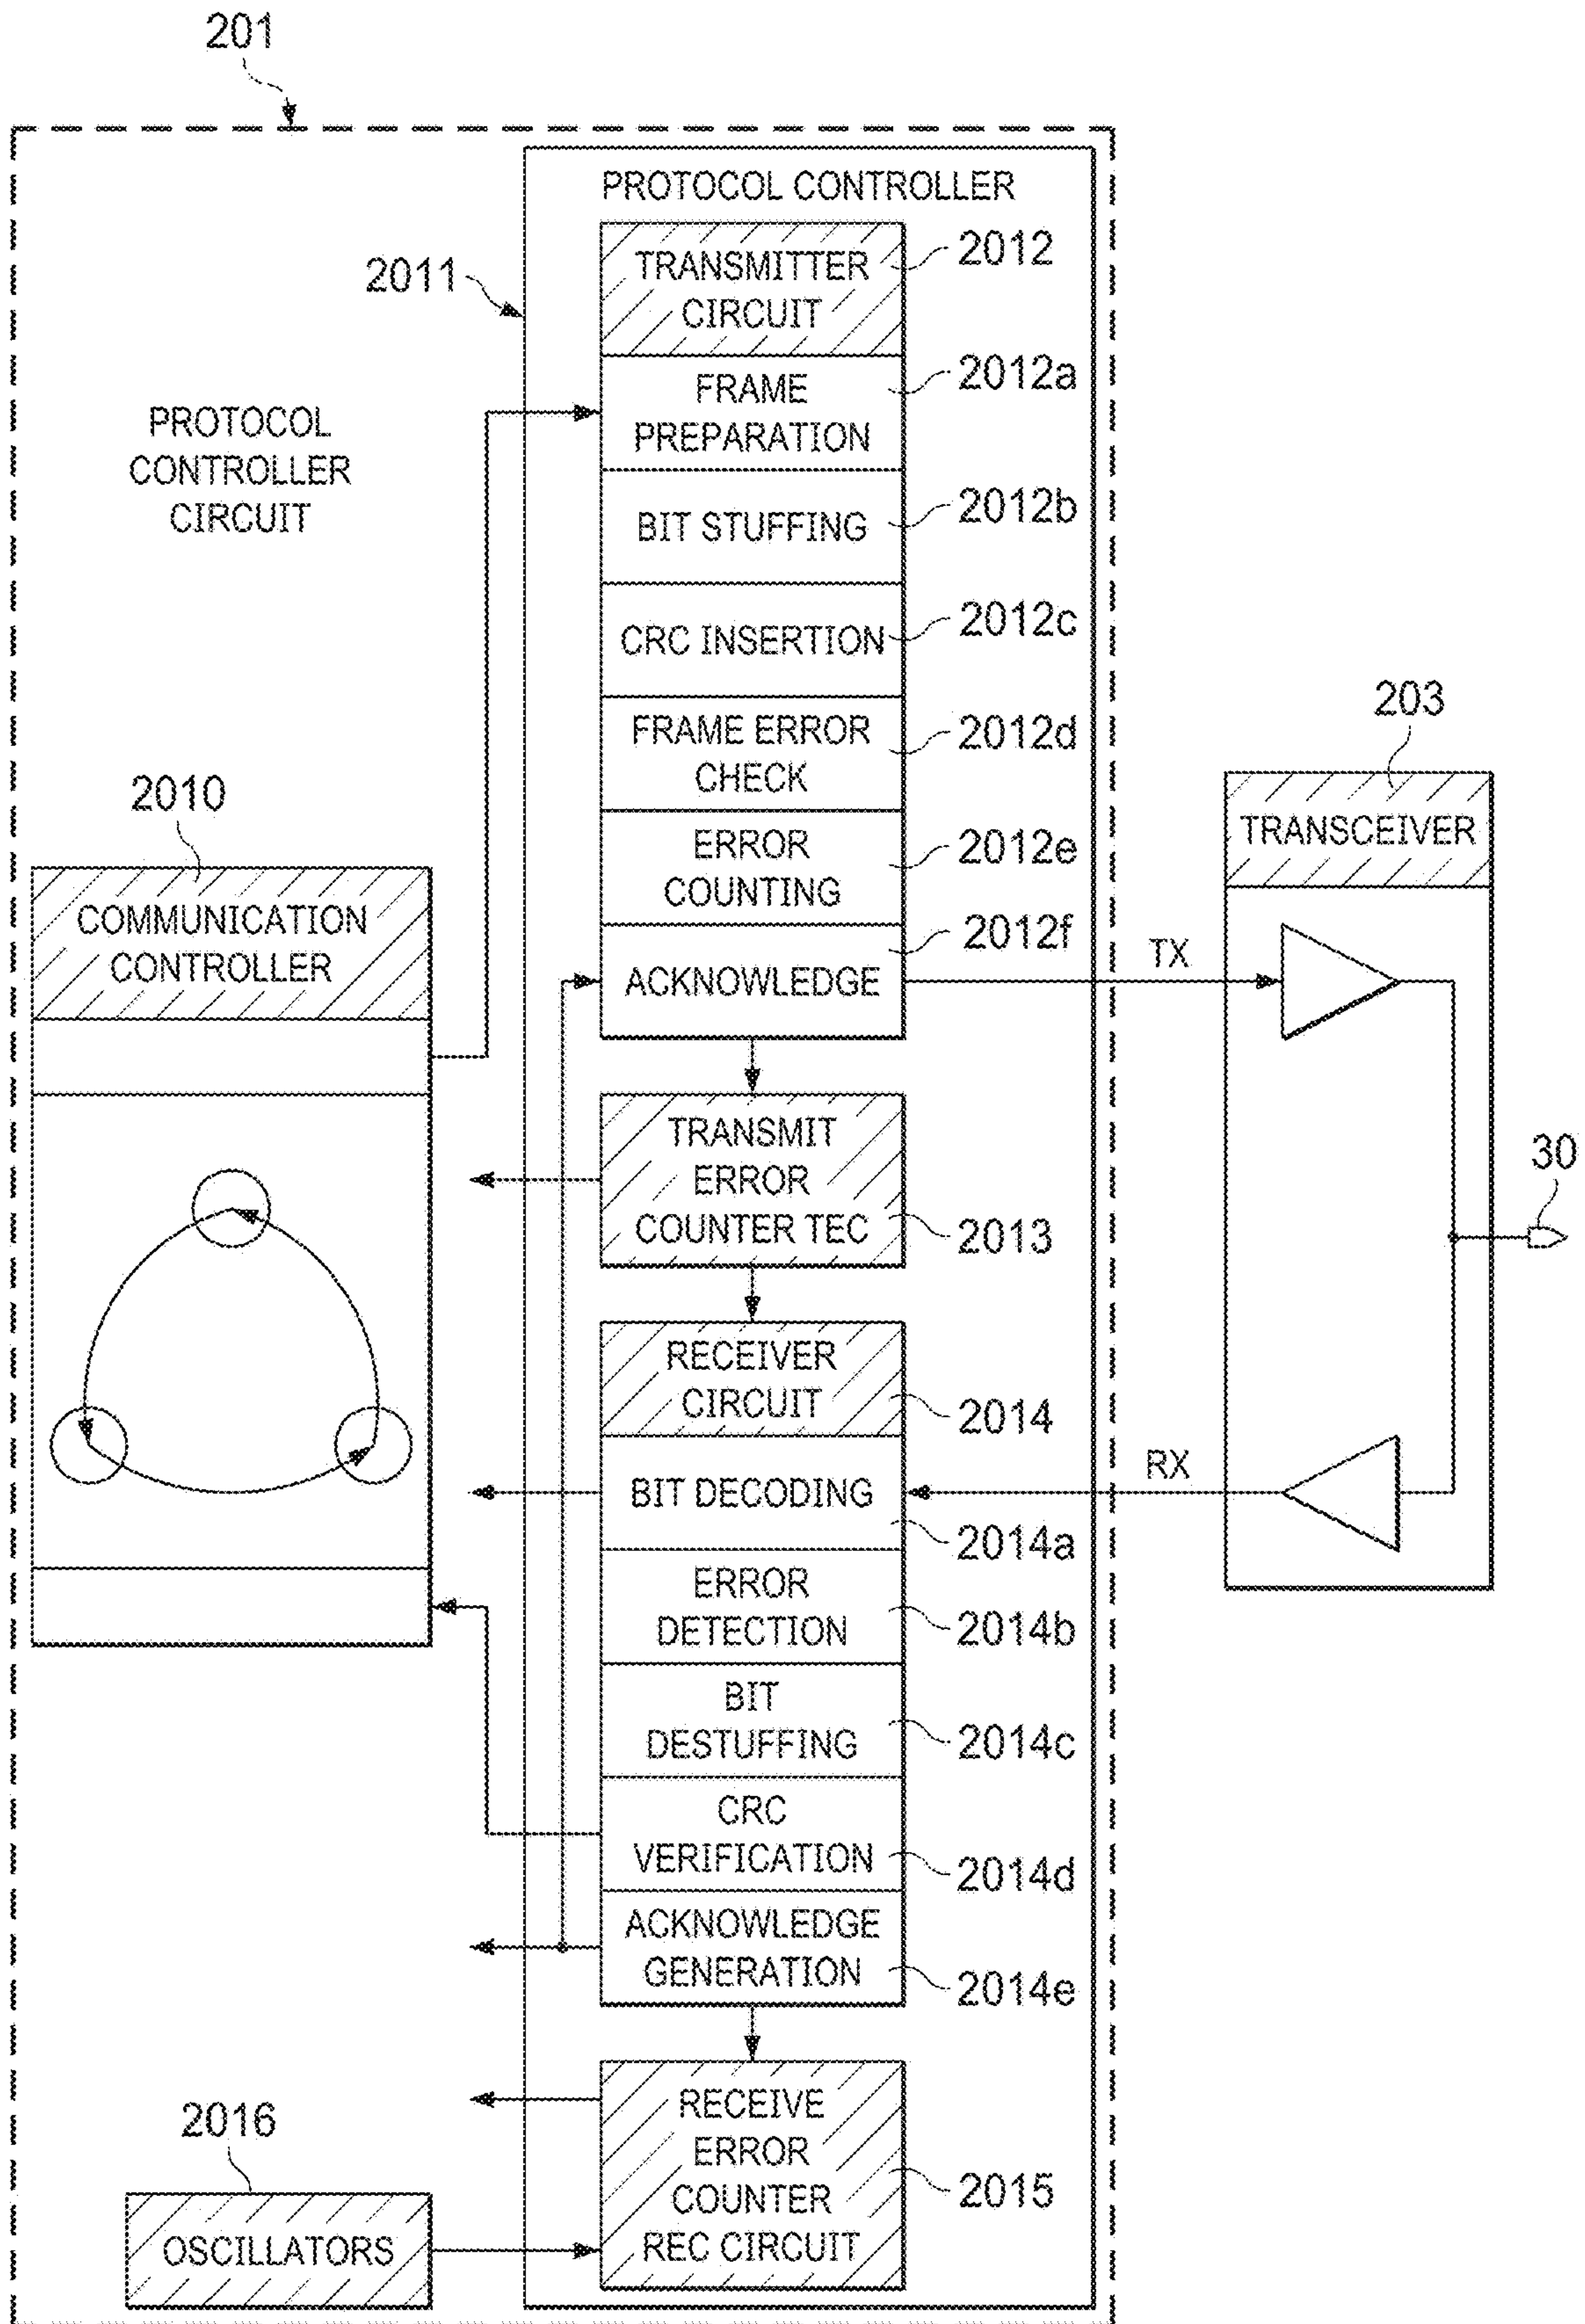 201
PROTOCOL CONTROLLER
2011
TRANSMITTER
CIRCUIT
2012
FRAME
PREPARATION
2012a
PROTOCOL
CONTROLLER
CIRCUIT
BIT STUFFING
2012b
CRC INSERTION
2012c
FRAME ERROR
CHECK
2012d
203
TRANSCEIVER
2010
COMMUNICATION
CONTROLLER
ERROR
COUNTING
2012e
ACKNOWLEDGE
2012f
TX
TRANSMIT
ERROR
COUNTER TEC
2013
30
RECEIVER
CIRCUIT
2014
BIT DECODING
2014a
RX
ERROR
DETECTION
2014b
BIT
DESTUFFING
2014c
CRC
VERIFICATION
2014d
ACKNOWLEDGE
GENERATION
2014e
RECEIVE
ERROR
COUNTER
REC CIRCUIT
2015
2016
OSCILLATORS